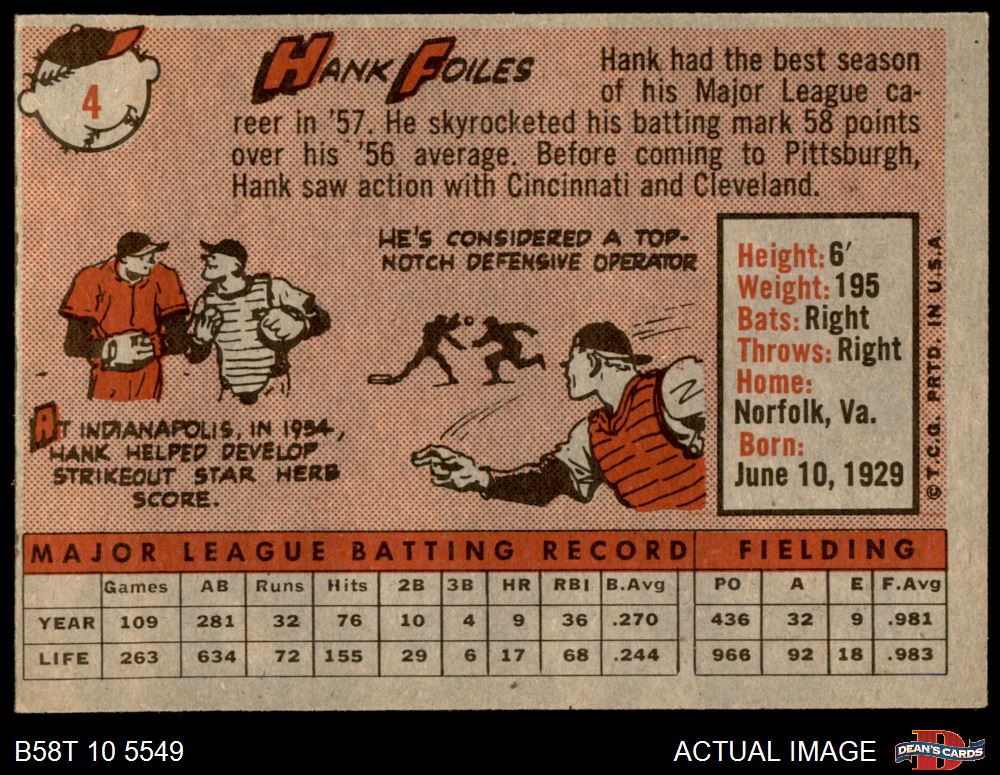 4
HANK FOILES
Hank had the best season
of his Major League ca-
reer in '57. He skyrocketed his batting mark 58 points
over his '56 average. Before coming to Pittsburgh,
Hank saw action with Cincinnati and Cleveland.
HE'S CONSIDERED A TOP-
NOTCH DEFENSIVE OPERATOR
AT INDIANAPOLIS, IN 1954,
HANK HELPED DEVELOP
STRIKEOUT STAR HERB
SCORE.
Height: 6'
Weight: 195
Bats: Right
Throws: Right
Home:
Norfolk, Va.
Born:
June 10, 1929
© T.C.G. PRTD. IN U.S.A.
MAJOR LEAGUE BATTING RECORD FIELDING
Games AB Runs Hits 2B 3B HR RBI B.Avg PO A E F.Avg
YEAR 109 281 32 76 10 4 9 36 .270 436 32 9 .981
LIFE 263 634 72 155 29 6 17 68 .244 966 92 18 .983
B58T 10 5549
ACTUAL IMAGE
D
DEAN'S CARDS